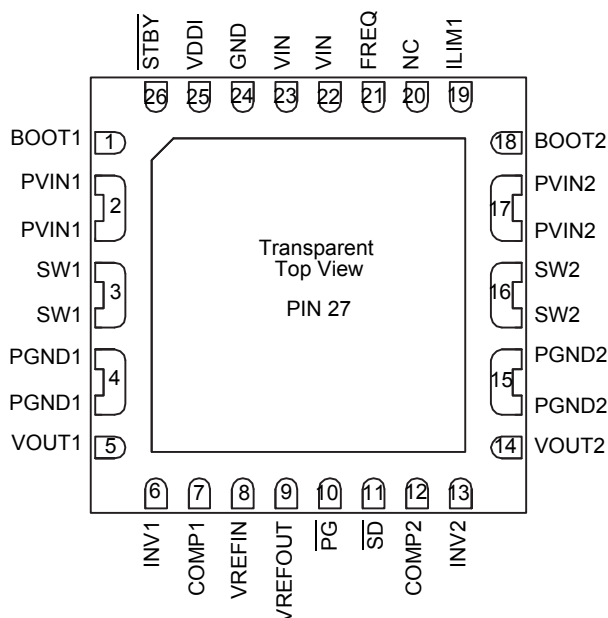 STBY
VDDI
GND
VIN
VIN
FREQ
NC
ILIM1
26
25
24
23
22
21
20
19
BOOT1
1
18
BOOT2
PVIN1
PVIN2
2
17
PVIN1
PVIN2
SW1
SW2
3
16
SW1
SW2
PGND1
PGND2
4
15
PGND1
PGND2
VOUT1
5
14
VOUT2
Transparent
Top View
PIN 27
6
7
8
9
10
11
12
13
INV1
COMP1
VREFIN
VREFOUT
PG
SD
COMP2
INV2